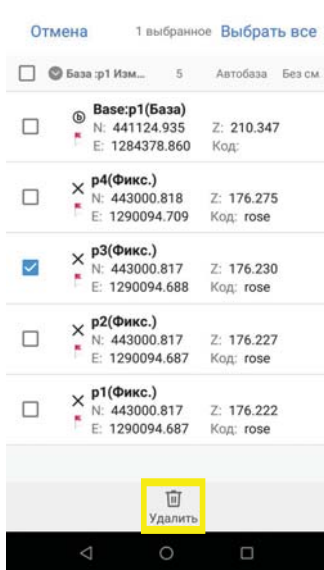 Отмена 1 выбранное Выбрать все
База :p1 Изм... 5 Автобаза Без см
b Base:p1(База)
N: 441124.935 Z: 210.347
E: 1284378.860 Код:
p4(Фикс.)
N: 443000.818 Z: 176.275
E: 1290094.709 Код: rose
p3(Фикс.)
N: 443000.817 Z: 176.230
E: 1290094.688 Код: rose
p2(Фикс.)
N: 443000.817 Z: 176.227
E: 1290094.687 Код: rose
p1(Фикс.)
N: 443000.817 Z: 176.222
E: 1290094.687 Код: rose
Удалить